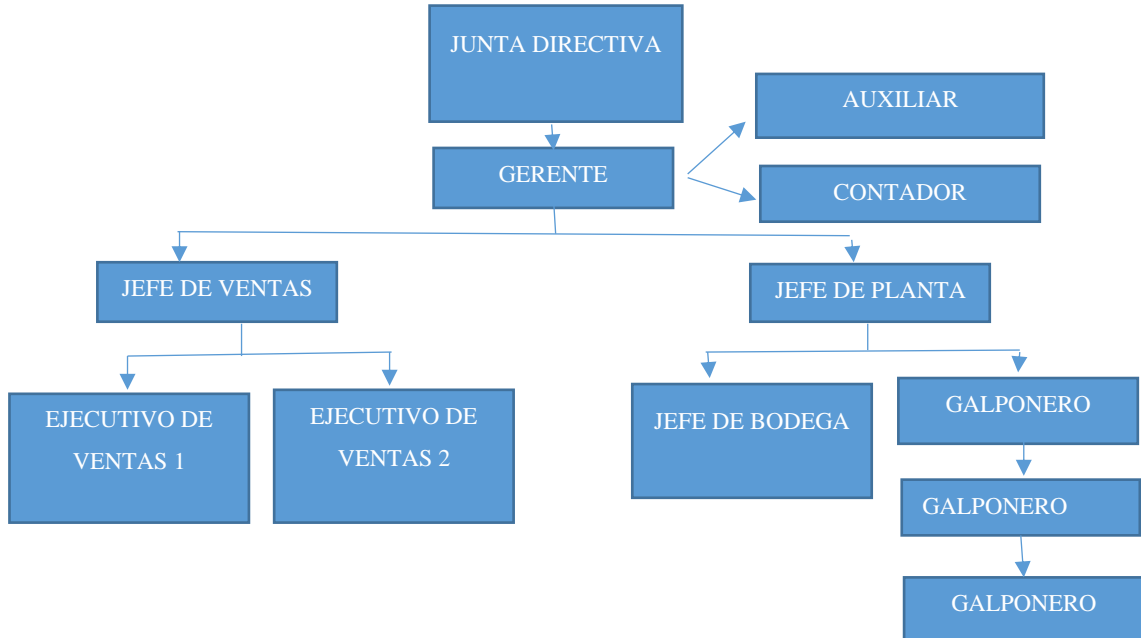 JUNTA DIRECTIVA
AUXILIAR
GERENTE
CONTADOR
JEFE DE VENTAS
JEFE DE PLANTA
EJECUTIVO DE
VENTAS 1
EJECUTIVO DE
VENTAS 2
JEFE DE BODEGA
GALPONERO
GALPONERO
GALPONERO